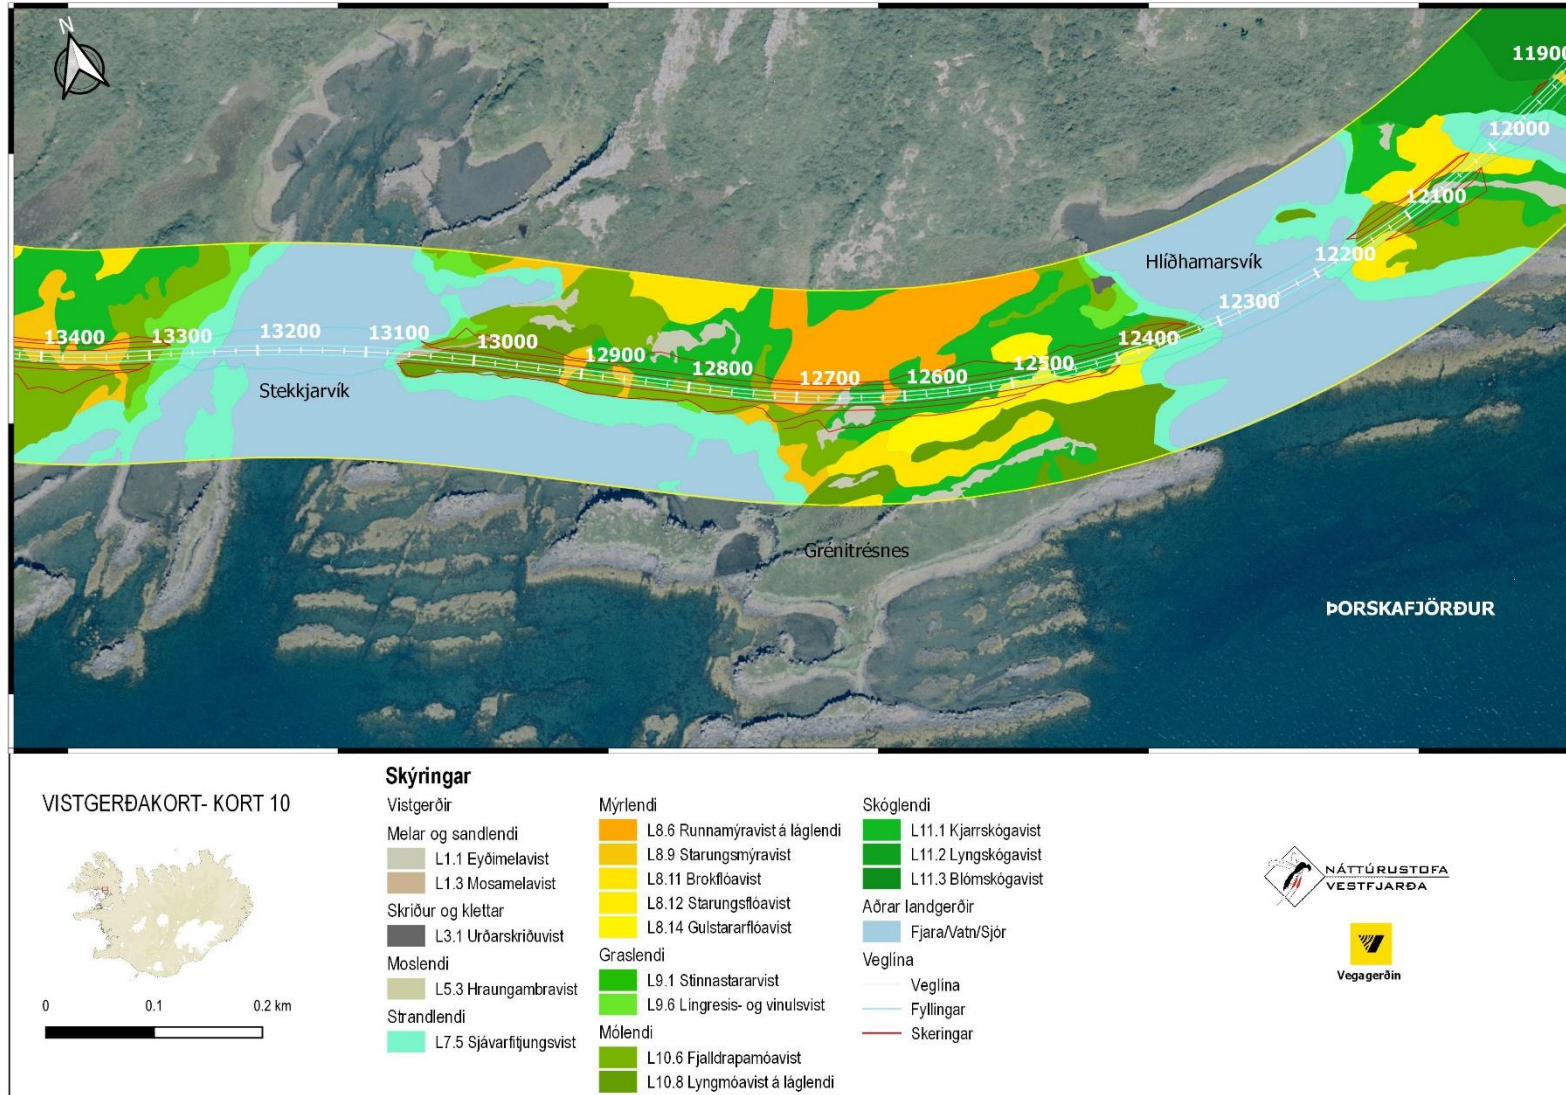 N
11900
12000
12100
12200
Hlíðhamarsvík
12300
12400
12500
12600
12700
12800
12900
13000
13100
13200
13300
13400
Stekkjarvík
Grénitrésnes
ÞORSKAFJÖRÐUR
VISTGERÐAKORT- KORT 10
0 0.1 0.2 km
Skýringar
Vistgerðir
Melar og sandlendi
L1.1 Eyðimelavist
L1.3 Mosamelavist
Skriður og klettar
L3.1 Urðarskriðuvist
Moslendi
L5.3 Hraungambravist
Strandlendi
L7.5 Sjávarfitjungsvist
Mýrlendi
L8.6 Runnamýravist á láglendi
L8.9 Starungsmýravist
L8.11 Brokflóavist
L8.12 Starungsflóavist
L8.14 Gulstararflóavist
Graslendi
L9.1 Stinnastararvist
L9.6 Língresis- og vinulsvist
Mólendi
L10.6 Fjalldrapamóavist
L10.8 Lyngmóavist á láglendi
Skóglendi
L11.1 Kjarrskógavist
L11.2 Lyngskógavist
L11.3 Blómskógavist
Aðrar landgerðir
Fjara/Vatn/Sjór
Veglína
Veglína
Fyllingar
Skeringar
NÁTTÚRUSTOFA
VESTFJARÐA
Vegagerðin